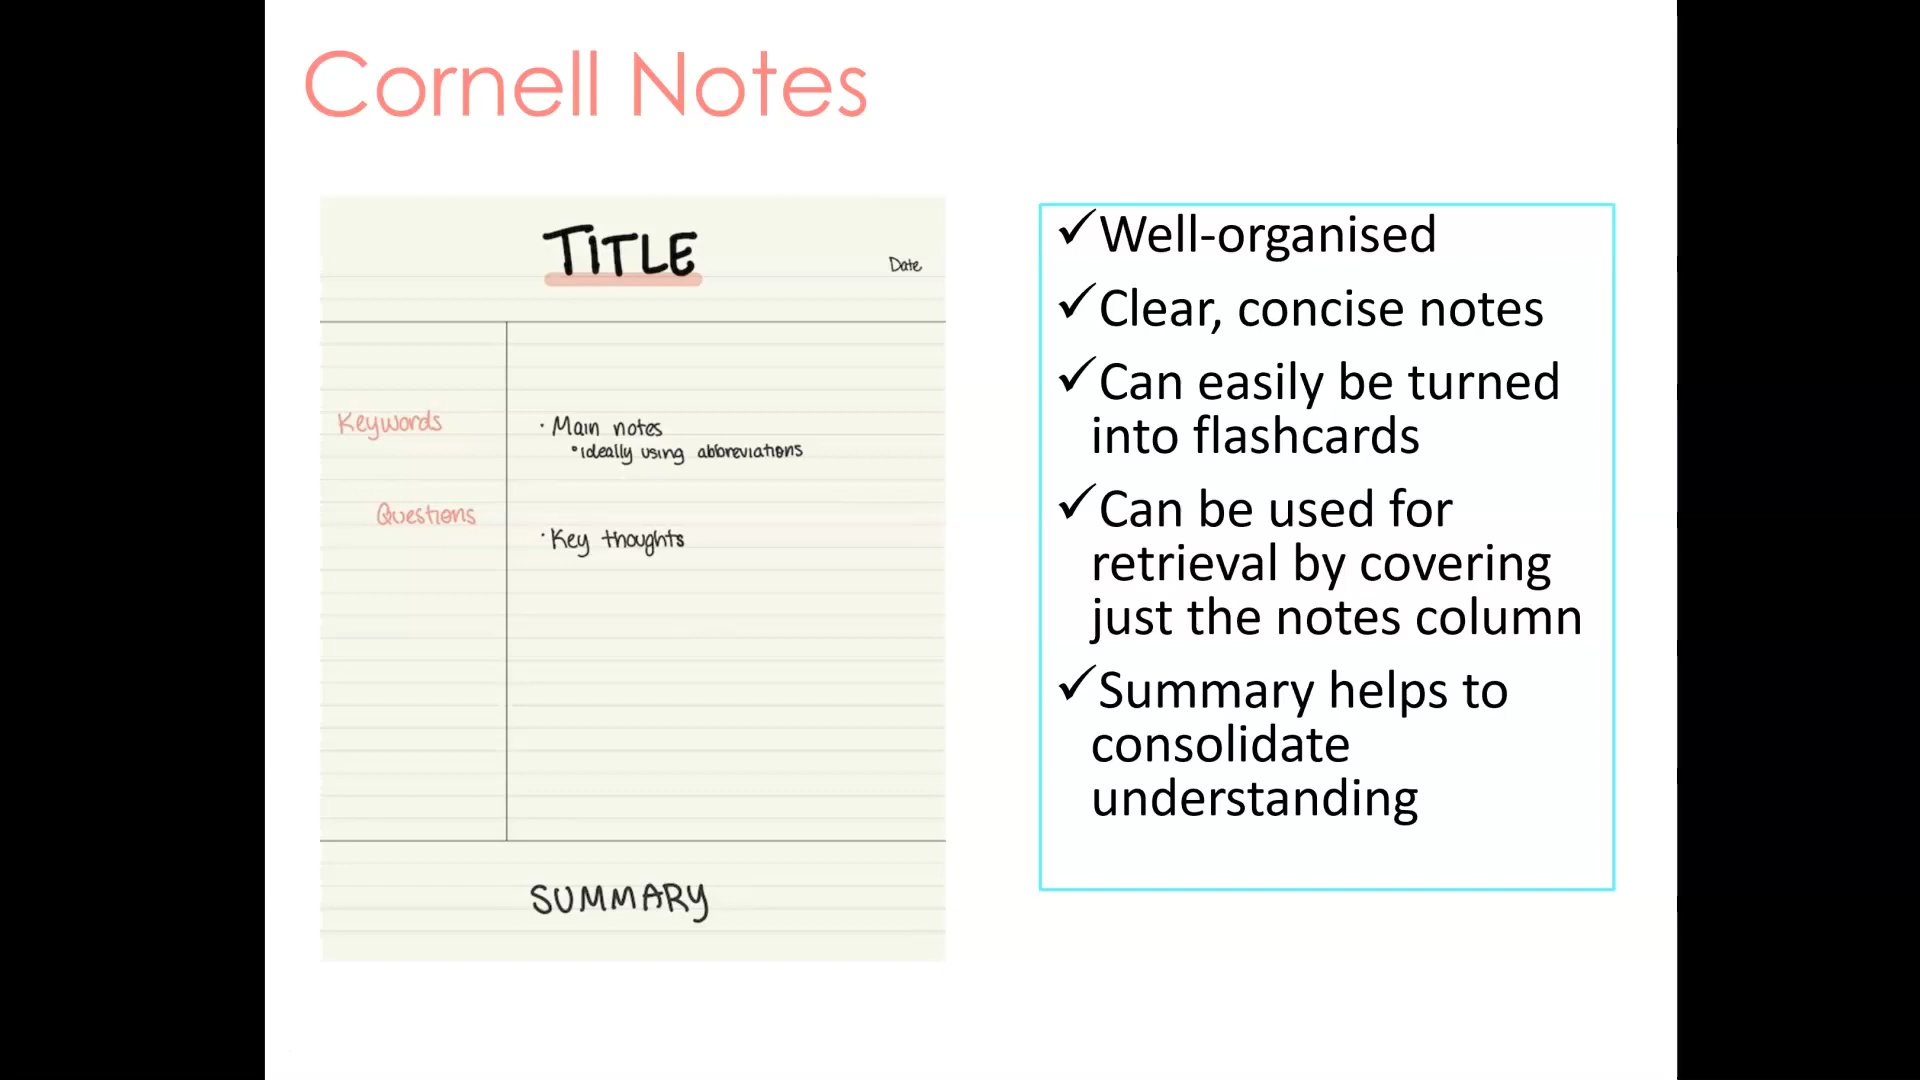 Cornell Notes
TITLE
Date
Keywords
· Main notes
° ideally using abbreviations
Questions
· Key thoughts
SUMMARY
✓Well-organised
✓Clear, concise notes
✓Can easily be turned
into flashcards
✓Can be used for
retrieval by covering
just the notes column
✓Summary helps to
consolidate
understanding